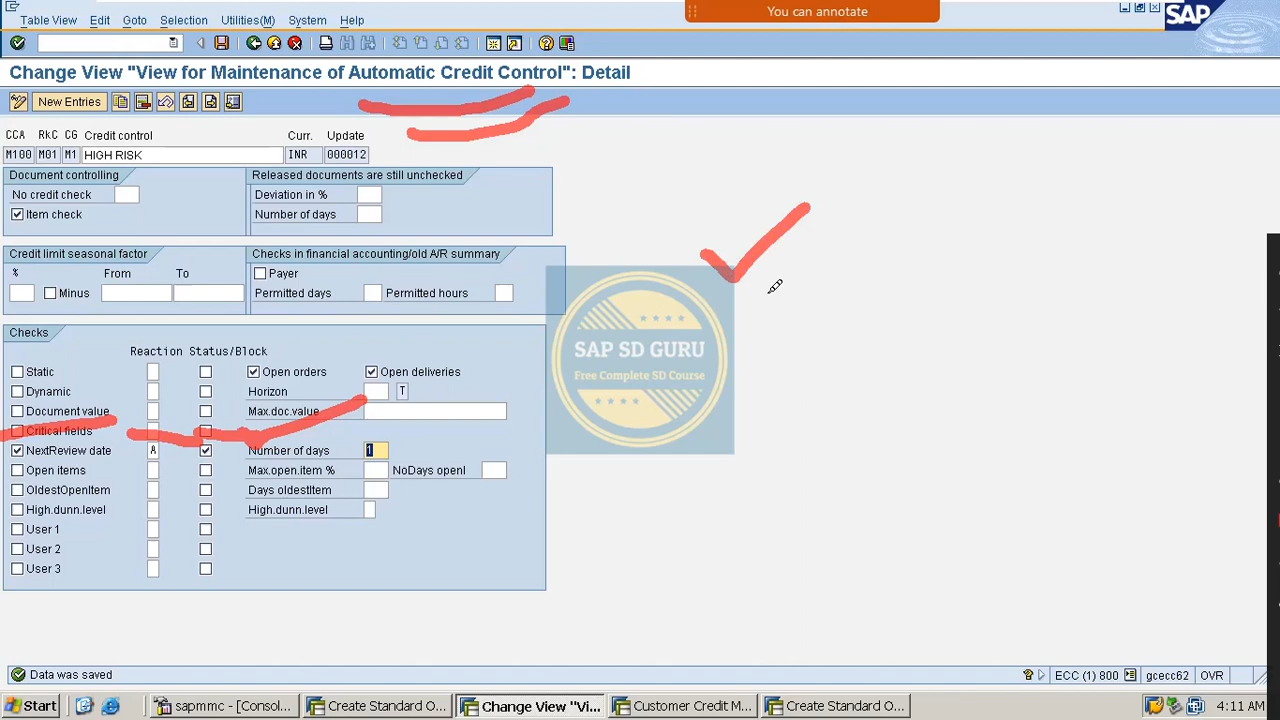 You can annotate
Table View Edit Goto Selection Utilities(M) System Help
SAP
Change View "View for Maintenance of Automatic Credit Control": Detail
New Entries
CCA RkC CG Credit control Curr. Update
M100 M01 M1 HIGH RISK INR 000012
Document controlling Released documents are still unchecked
No credit check Deviation in %
Item check Number of days
Credit limit seasonal factor Checks in financial accounting/old A/R summary
% From To Payer
Minus Permitted days Permitted hours
Checks
Reaction Status/Block
Static Open orders Open deliveries
Dynamic Horizon T
Document value Max.doc.value
Critical fields
NextReview date A Number of days 1
Open items Max.open.item % NoDays openI
OldestOpenItem Days oldestItem
High.dunn.level High.dunn.level
User 1
User 2
User 3
SAP SD GURU
Free Complete SD Course
Data was saved ECC (1) 800 gcecc62 OVR
Start sapmmc - [Consol... Create Standard O... Change View "Vi... Customer Credit M... Create Standard O... 4:11 AM